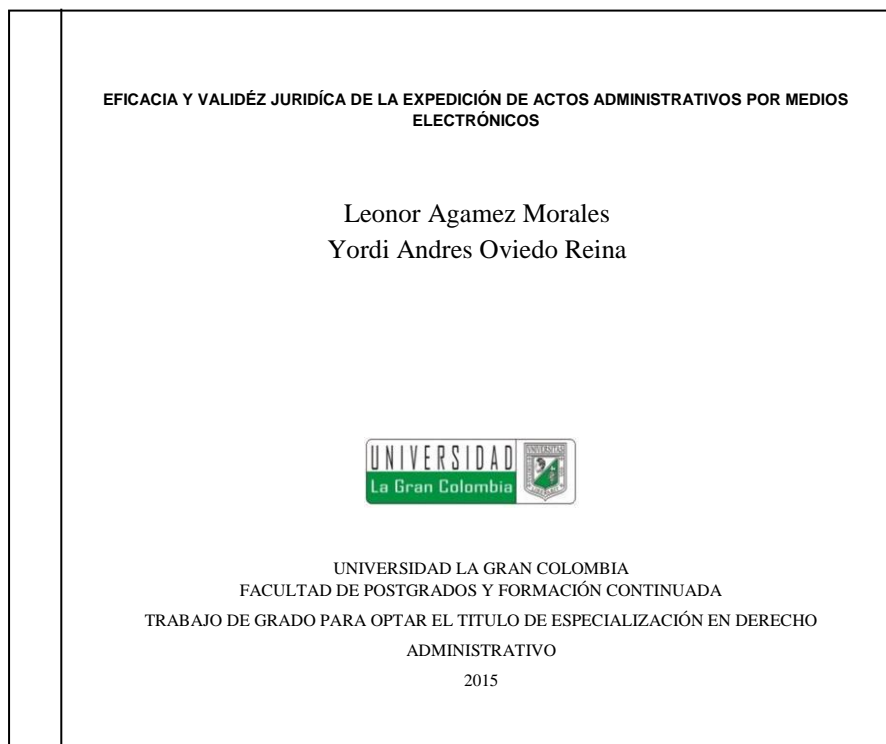 EFICACIA Y VALIDÉZ JURIDÍCA DE LA EXPEDICIÓN DE ACTOS ADMINISTRATIVOS POR MEDIOS
ELECTRÓNICOS
Leonor Agamez Morales
Yordi Andres Oviedo Reina
UNIVERSIDAD
La Gran Colombia
UNIVERSIDAD LA GRAN COLOMBIA
FACULTAD DE POSTGRADOS Y FORMACIÓN CONTINUADA
TRABAJO DE GRADO PARA OPTAR EL TITULO DE ESPECIALIZACIÓN EN DERECHO
ADMINISTRATIVO
2015